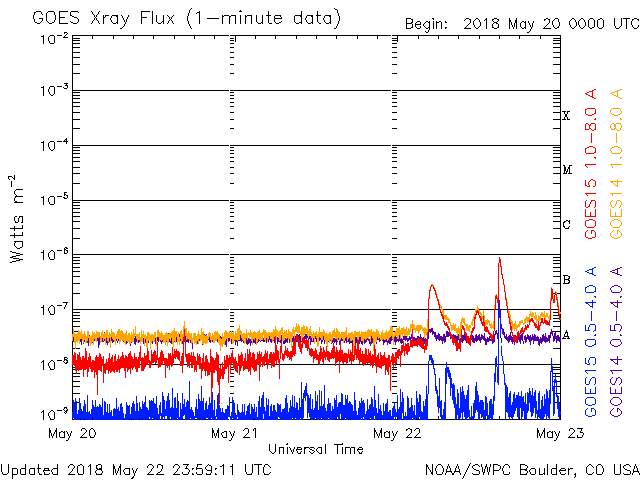 GOES Xray Flux (1-minute data)
Begin: 2018 May 20 0000 UTC
10-2
10-3
10-4
10-5
10-6
10-7
10-8
10-9
Watts m-2
X
M
C
B
A
GOES15 1.0-8.0 A
GOES14 1.0-8.0 A
GOES15 0.5-4.0 A
GOES14 0.5-4.0 A
May 20
May 21
May 22
May 23
Universal Time
Updated 2018 May 22 23:59:11 UTC
NOAA/SWPC Boulder, CO USA